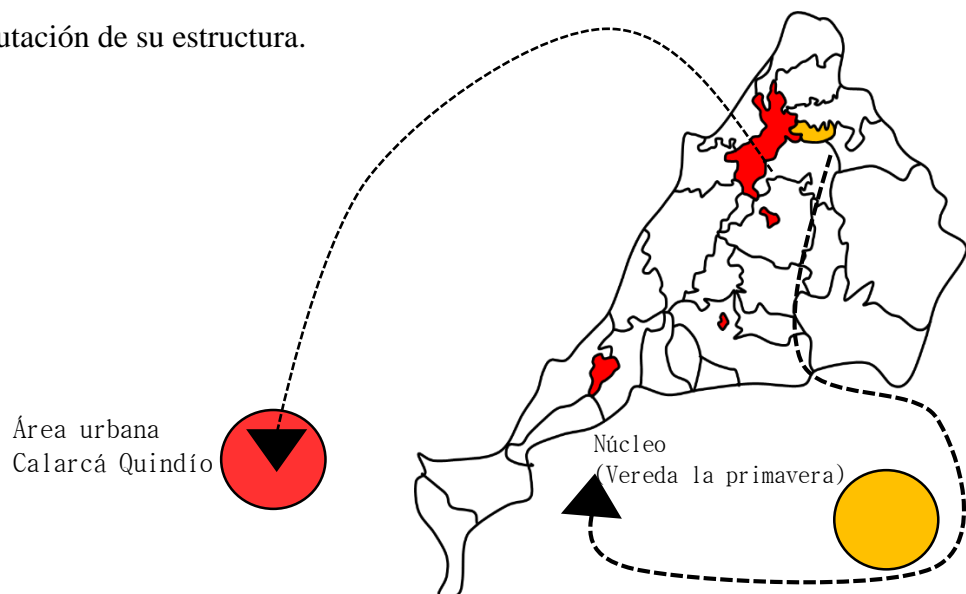 utación de su estructura.
Área urbana
Calarcá Quindío
Núcleo
(Vereda la primavera)